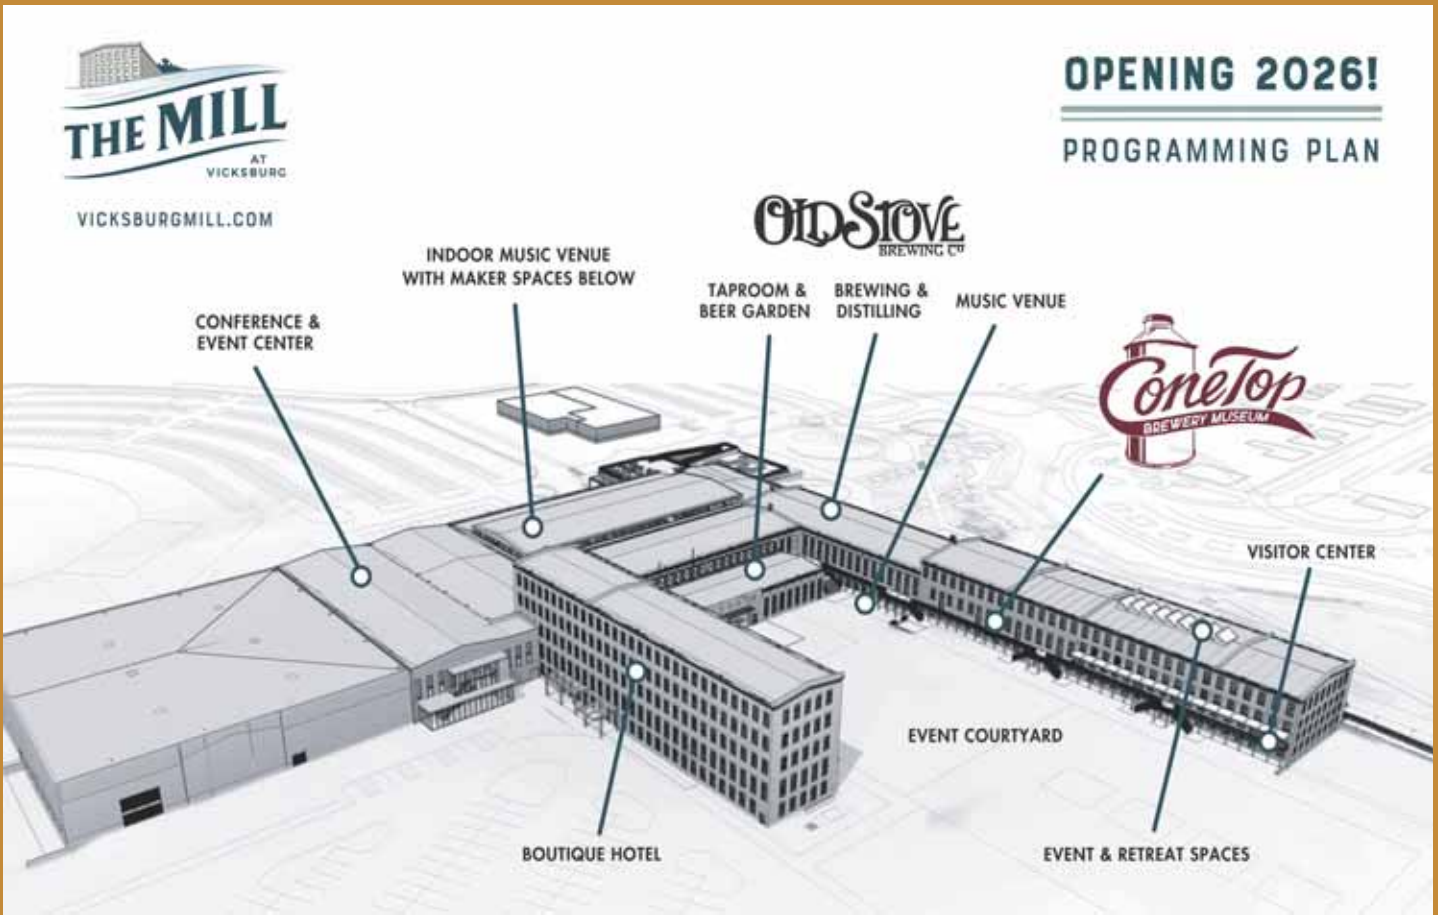 THE MILL
AT
VICKSBURG
VICKSBURGMILL.COM
OPENING 2026!
PROGRAMMING PLAN
OLD STOVE
BREWING CO
INDOOR MUSIC VENUE
WITH MAKER SPACES BELOW
TAPROOM &
BEER GARDEN
BREWING &
DISTILLING
MUSIC VENUE
CONFERENCE &
EVENT CENTER
ConeTop
BREWERY MUSEUM
VISITOR CENTER
EVENT COURTYARD
BOUTIQUE HOTEL
EVENT & RETREAT SPACES